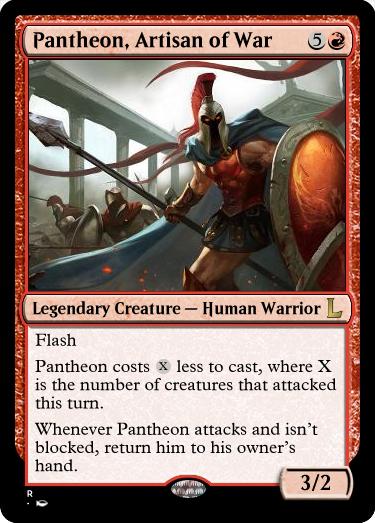 Pantheon, Artisan of War 5
Legendary Creature — Human Warrior L
Flash
Pantheon costs X less to cast, where X
is the number of creatures that attacked
this turn.
Whenever Pantheon attacks and isn't
blocked, return him to his owner's
hand.
3/2
R